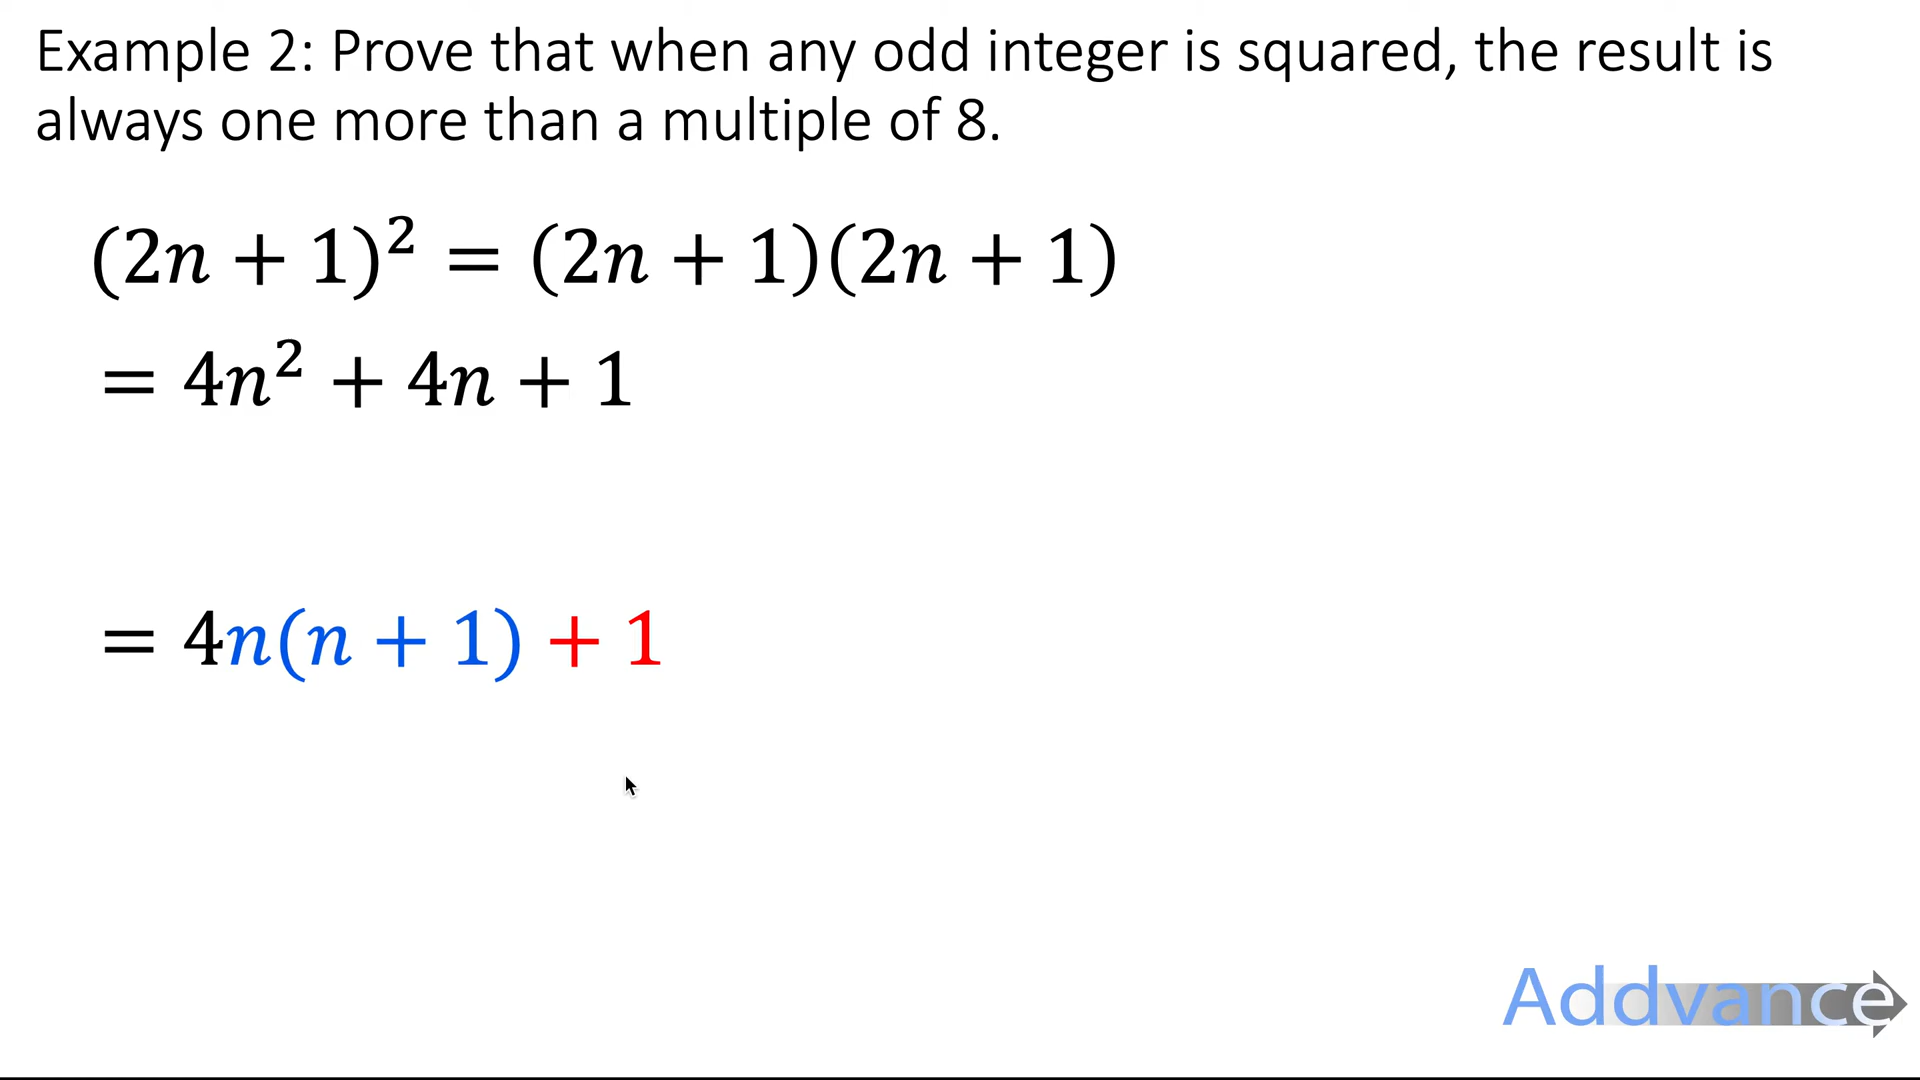 Example 2: Prove that when any odd integer is squared, the result is
always one more than a multiple of 8.
(2n + 1)² = (2n + 1)(2n + 1)
= 4n² + 4n + 1
= 4n(n + 1) + 1
Addvance